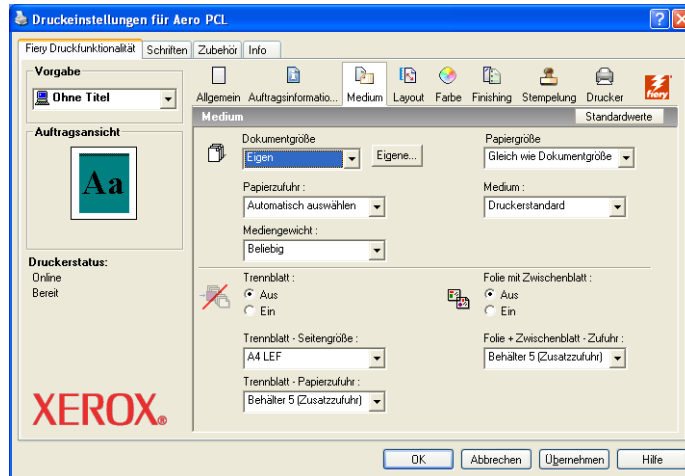 Druckeinstellungen für Aero PCL
Fiery Druckfunktionalität Schriften Zubehör Info
Vorgabe
Ohne Titel
Auftragsansicht
Aa
Druckerstatus:
Online
Bereit
XEROX®
Allgemein Auftragsinformatio... Medium Layout Farbe Finishing Stempelung Drucker
fiery
Medium Standardwerte
Dokumentgröße Papiergröße
Eigen Eigene... Gleich wie Dokumentgröße
Papierzufuhr : Medium :
Automatisch auswählen Druckerstandard
Mediengewicht :
Beliebig
Trennblatt : Folie mit Zwischenblatt :
Aus Aus
Ein Ein
Trennblatt - Seitengröße : Folie + Zwischenblatt - Zufuhr :
A4 LEF Behälter 5 (Zusatzzufuhr)
Trennblatt - Papierzufuhr :
Behälter 5 (Zusatzzufuhr)
OK Abbrechen Übernehmen Hilfe